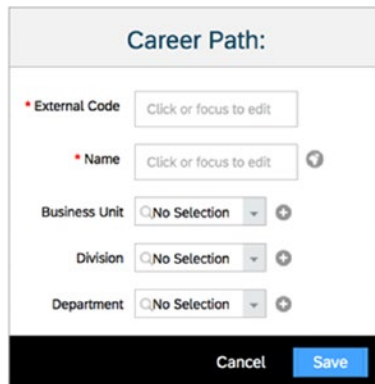 Career Path:
* External Code Click or focus to edit
* Name Click or focus to edit
Business Unit No Selection
Division No Selection
Department No Selection
Cancel Save